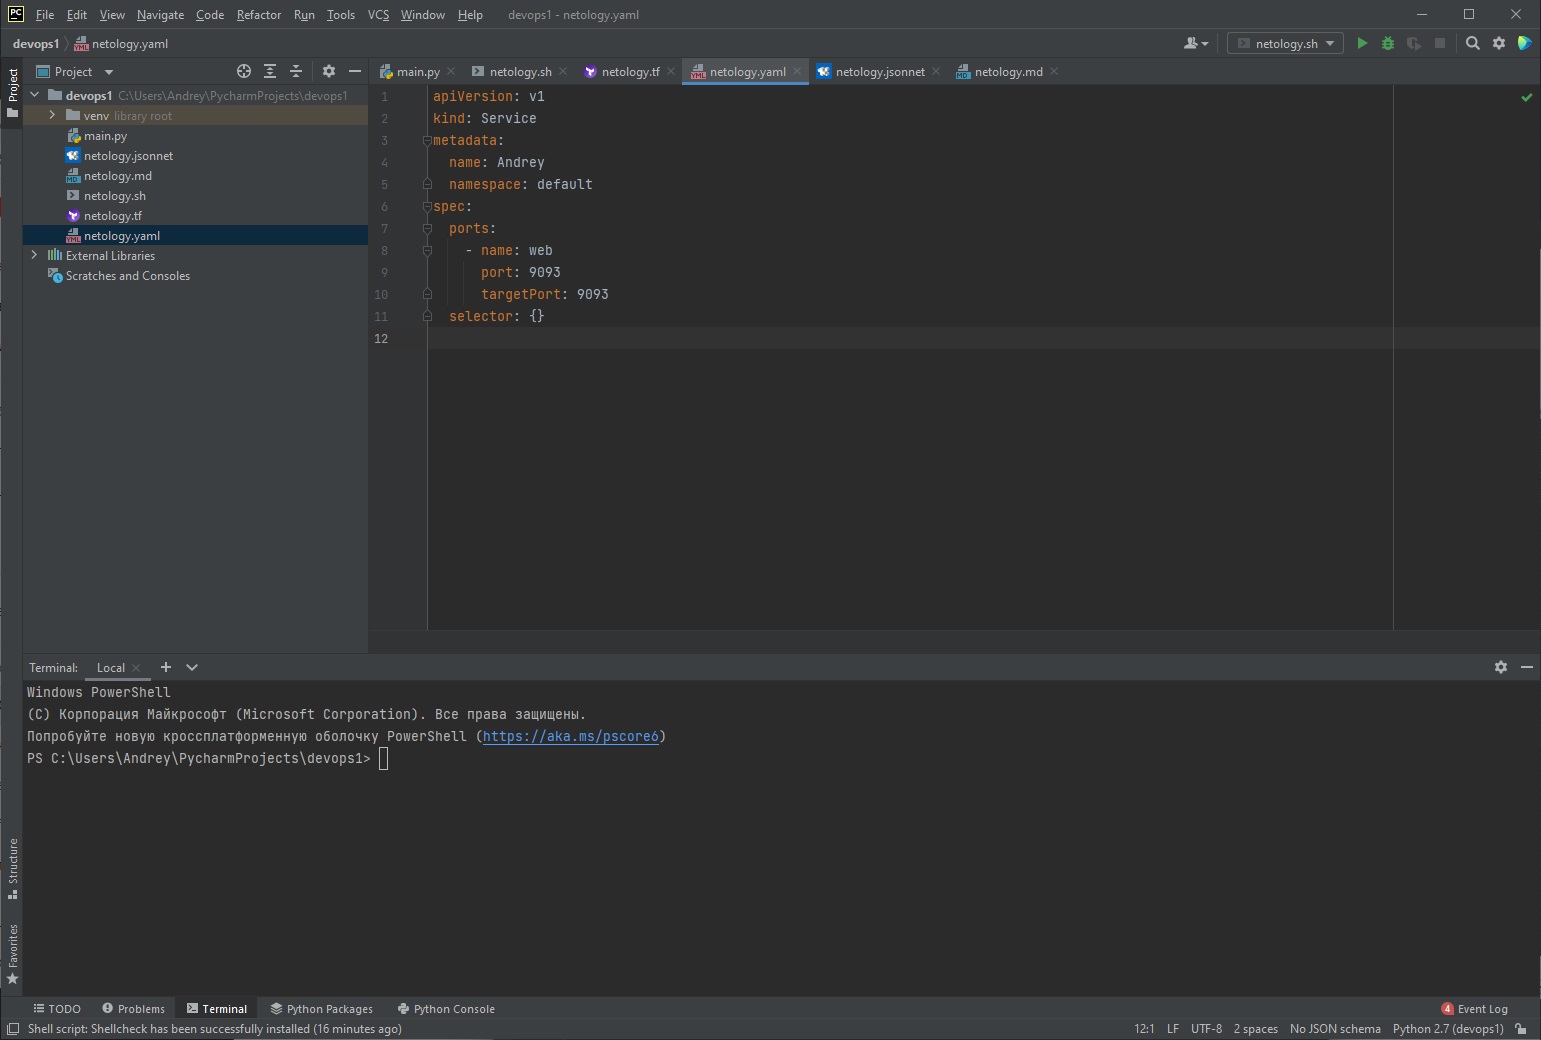 PC File Edit View Navigate Code Refactor Run Tools VCS Window Help devops1 - netology.yaml
devops1 netology.yaml
netology.sh
Project
Project
main.py netology.sh netology.tf netology.yaml netology.jsonnet netology.md
devops1 C:\Users\Andrey\PycharmProjects\devops1
venv library root
main.py
netology.jsonnet
netology.md
netology.sh
netology.tf
netology.yaml
External Libraries
Scratches and Consoles
1 apiVersion: v1
2 kind: Service
3 metadata:
4 name: Andrey
5 namespace: default
6 spec:
7 ports:
8 - name: web
9 port: 9093
10 targetPort: 9093
11 selector: {}
12
Terminal: Local
Windows PowerShell
(C) Корпорация Майкрософт (Microsoft Corporation). Все права защищены.
Попробуйте новую кроссплатформенную оболочку PowerShell (https://aka.ms/pscore6)
PS C:\Users\Andrey\PycharmProjects\devops1>
Structure
Favorites
TODO Problems Terminal Python Packages Python Console 4 Event Log
Shell script: Shellcheck has been successfully installed (16 minutes ago) 12:1 LF UTF-8 2 spaces No JSON schema Python 2.7 (devops1)